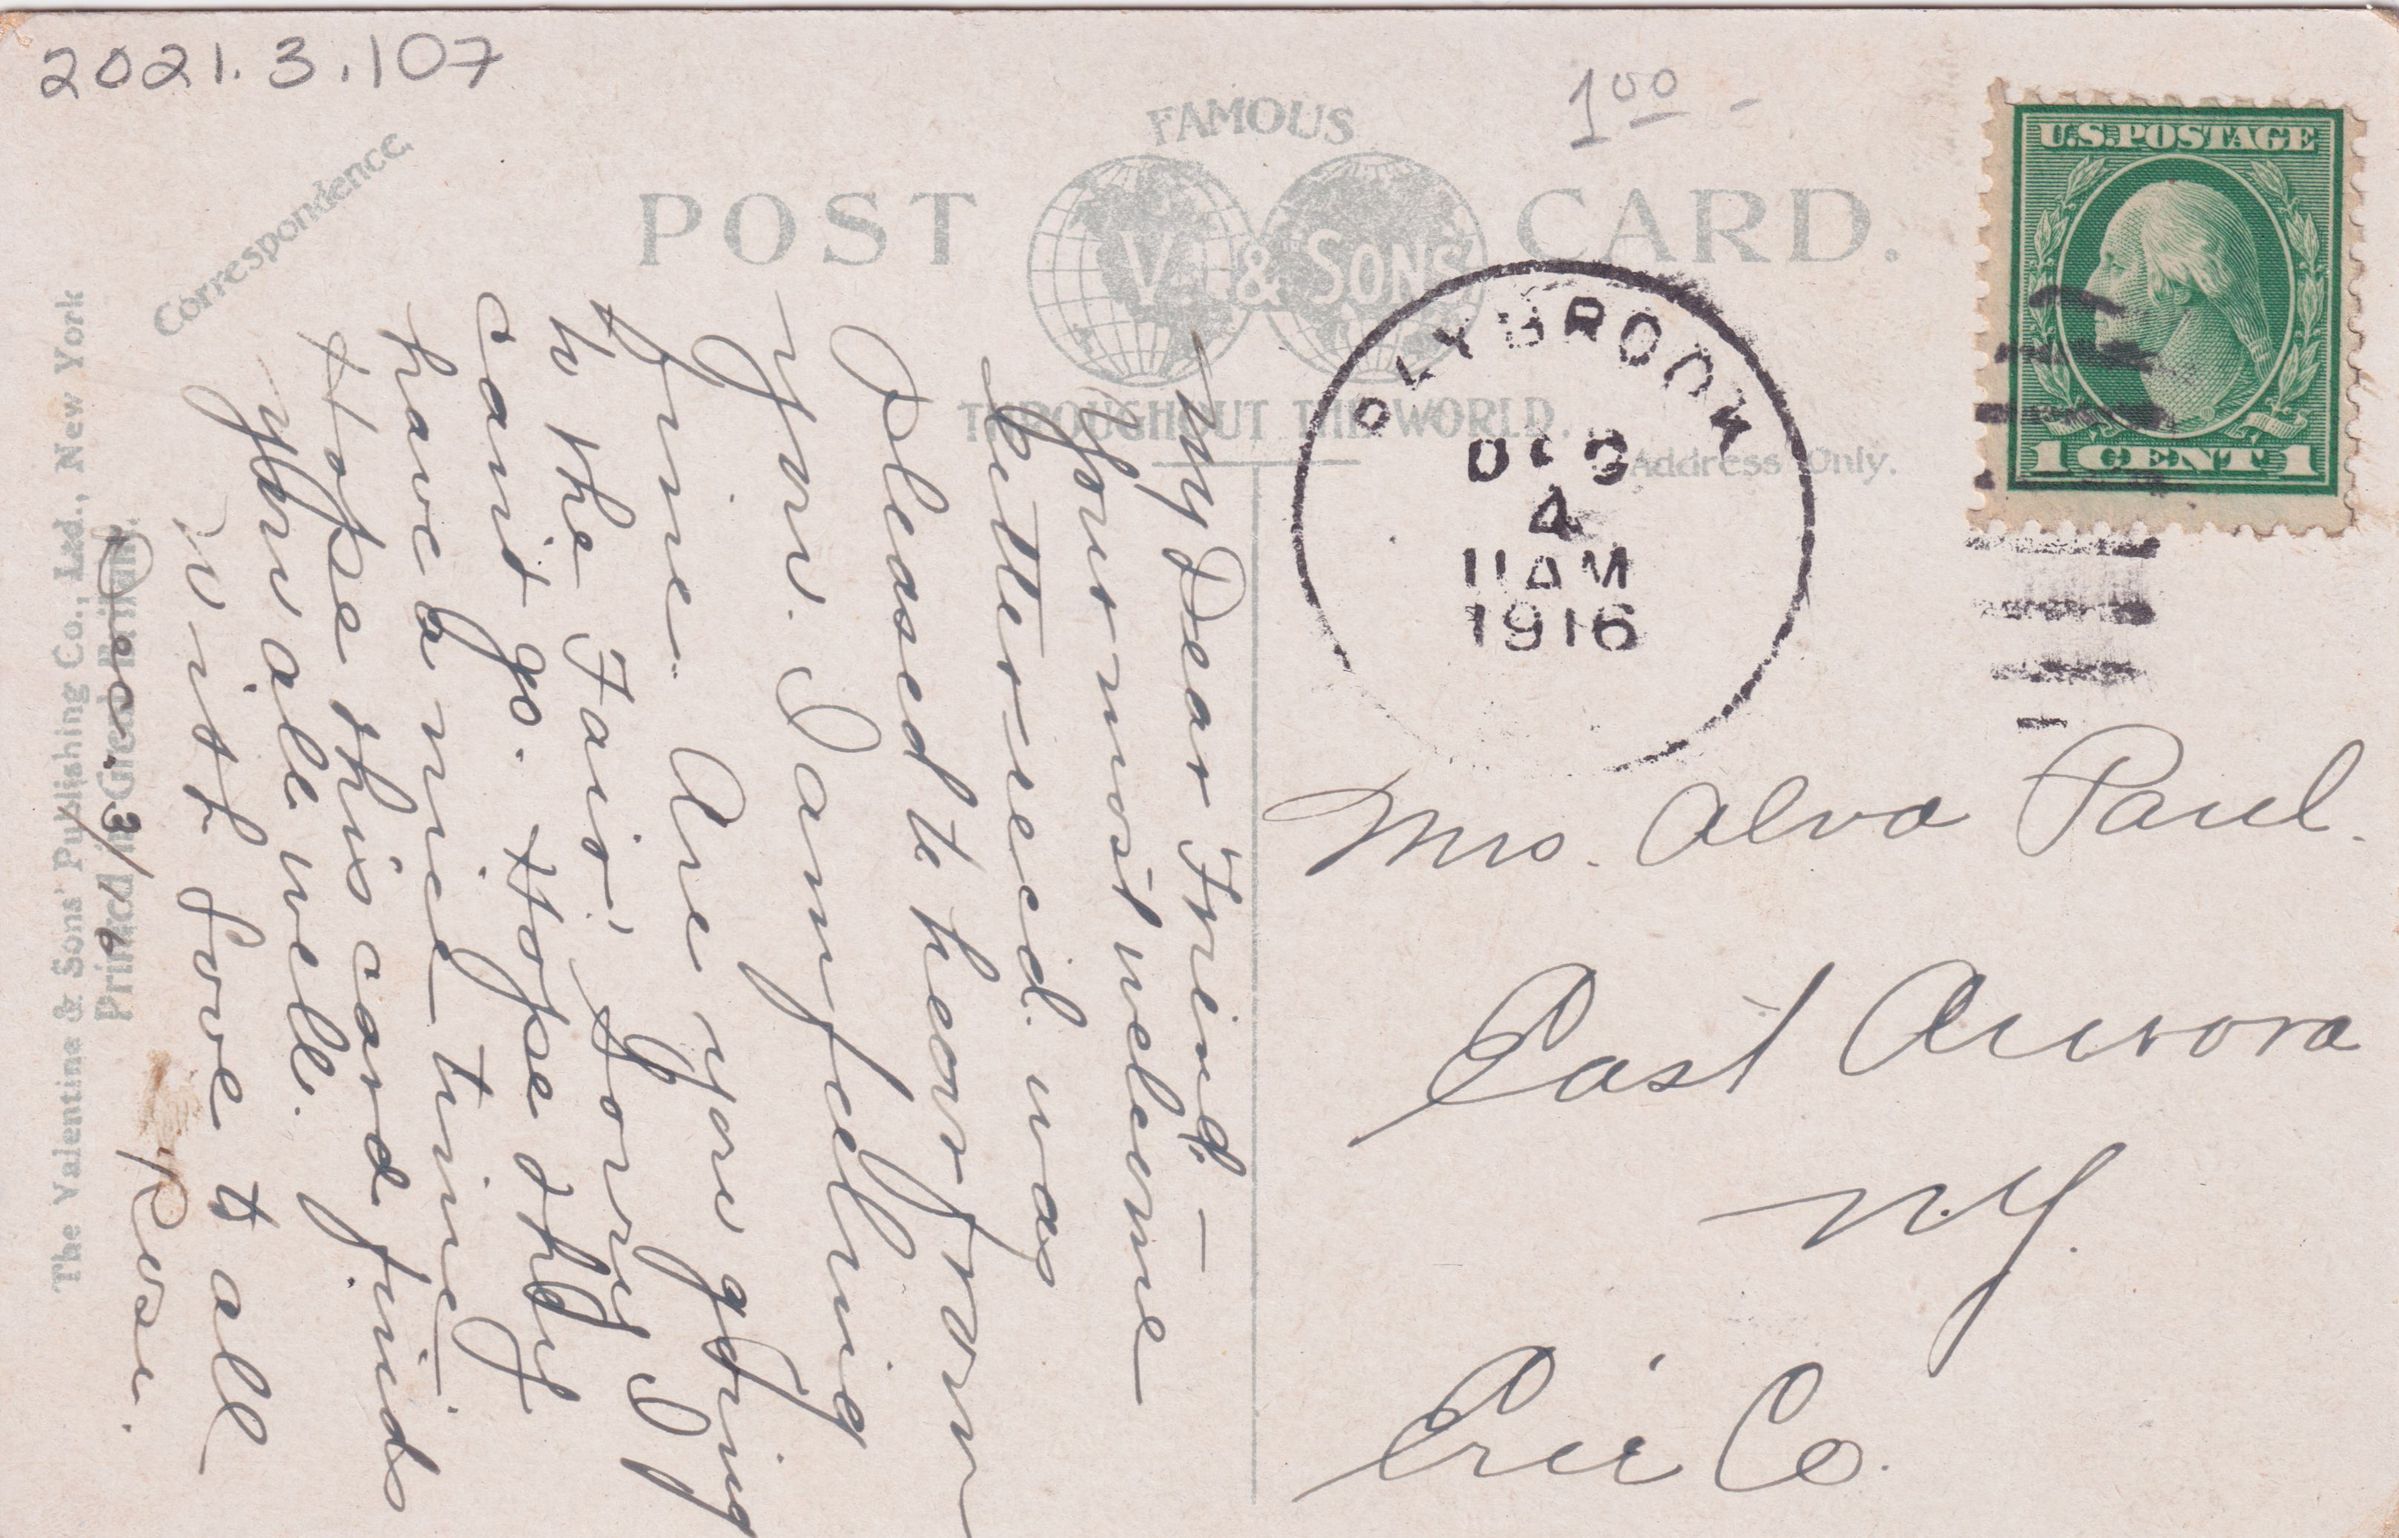 2021.3.107
1 00 -
Correspondence.
FAMOUS
POST CARD.
V. & SONS
THROUGHOUT THE WORLD.
Address Only.
U.S. POSTAGE
1 CENT 1
OLYBROOK
DEC
4
11 AM
1916
The Valentine & Sons' Publishing Co., Ltd., New York
Printed in Great Britain.
Dec. 3/16
My Dear Friend, -
Your most welcome
letter rec'd. was
pleased to hear from
you. I am feeling
fine. Are you going
to the Fair? Sorry I
can't go. Hope they
have a nice time.
Hope this card finds
you all well.
With love to all
Rose.
Mrs. Alva Paul.
East Aurora
N.Y.
Erie Co.